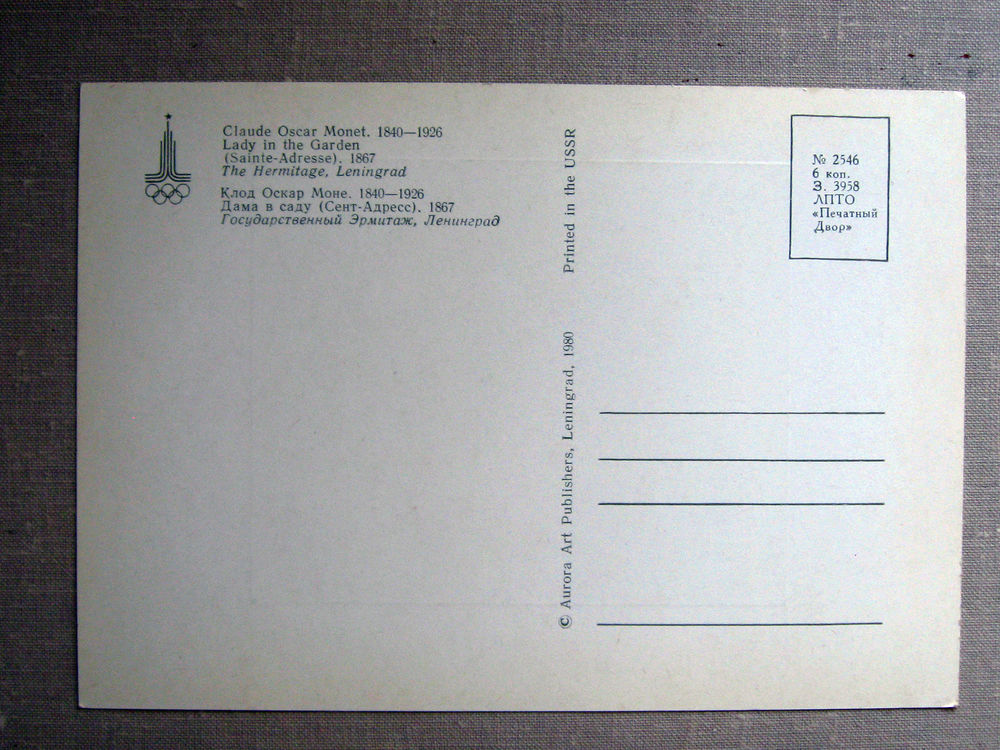 Claude Oscar Monet. 1840—1926
Lady in the Garden
(Sainte-Adresse). 1867
The Hermitage, Leningrad
Клод Оскар Моне. 1840—1926
Дама в саду (Сент-Адресс). 1867
Государственный Эрмитаж, Ленинград
© Aurora Art Publishers, Leningrad, 1980
Printed in the USSR
№ 2546
6 коп.
З. 3958
ЛПТО
«Печатный
Двор»